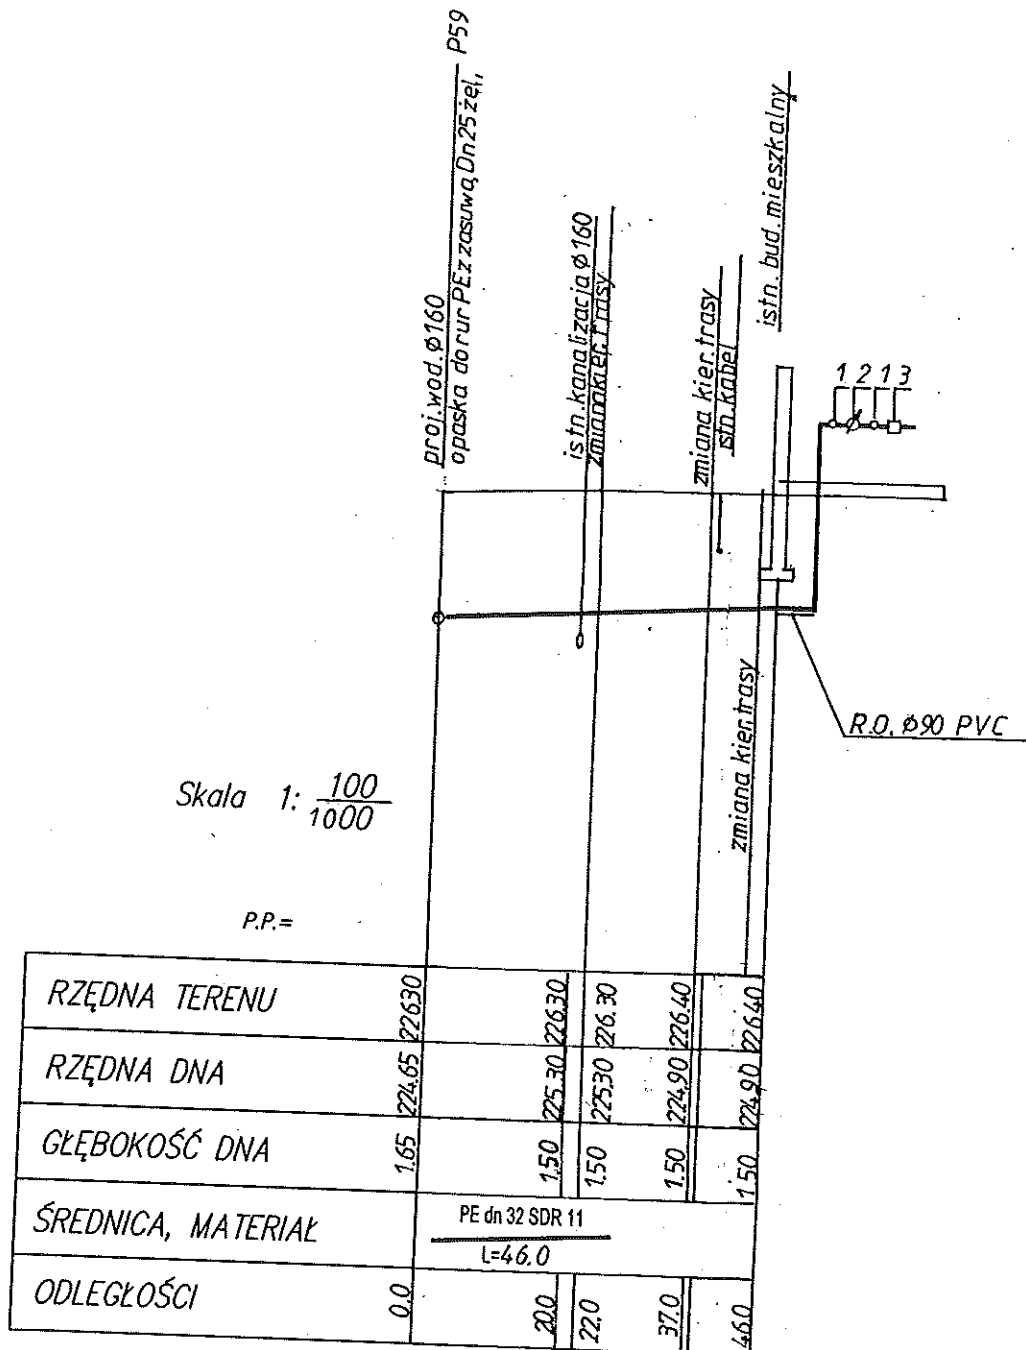 P59
proj.wod.ø160
opaska do rur PE z zasuwą Dn25 żel.
istn.kanalizacja ø160
zmiana kier. trasy
zmiana kier.trasy
istn.kabel
istn. bud. mieszkalny
1 2 1 3
zmiana kier.trasy
R.O. ø90 PVC
Skala 1: 100
1000
P.P.=
RZĘDNA TERENU 226.30 226.30 226.30 226.40 226.40
RZĘDNA DNA 224.65 225.30 225.30 224.90 224.90
GŁĘBOKOŚĆ DNA 1.65 1.50 1.50 1.50 1.50
ŚREDNICA, MATERIAŁ PE dn 32 SDR 11
L=46.0
ODLEGŁOŚCI 0.0 20.0 22.0 37.0 46.0